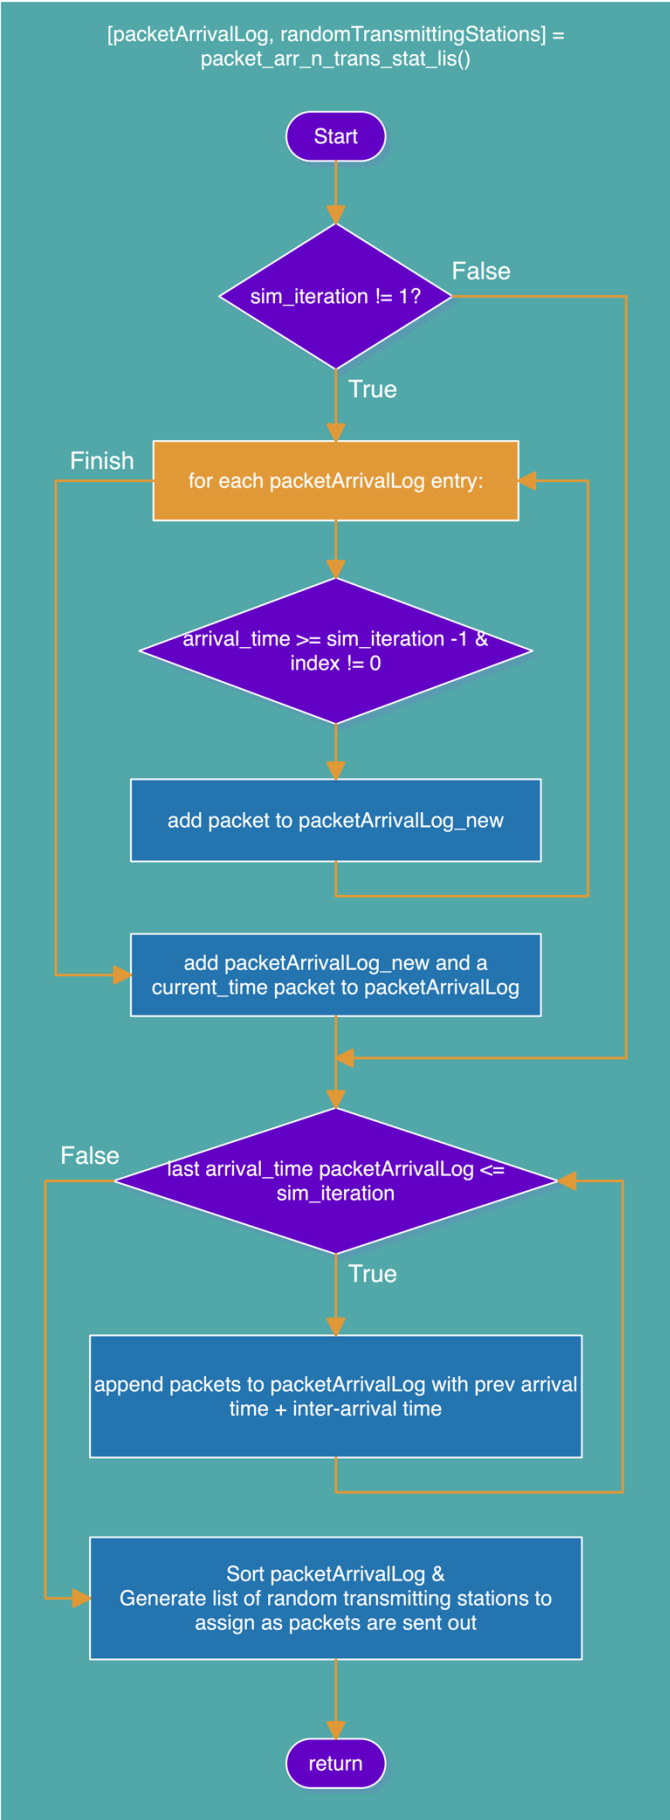 [packetArrivalLog, randomTransmittingStations] =
packet_arr_n_trans_stat_lis()
Start
sim_iteration != 1?
False
True
Finish
for each packetArrivalLog entry:
arrival_time >= sim_iteration -1 &
index != 0
add packet to packetArrivalLog_new
add packetArrivalLog_new and a
current_time packet to packetArrivalLog
False
last arrival_time packetArrivalLog <=
sim_iteration
True
append packets to packetArrivalLog with prev arrival
time + inter-arrival time
Sort packetArrivalLog &
Generate list of random transmitting stations to
assign as packets are sent out
return